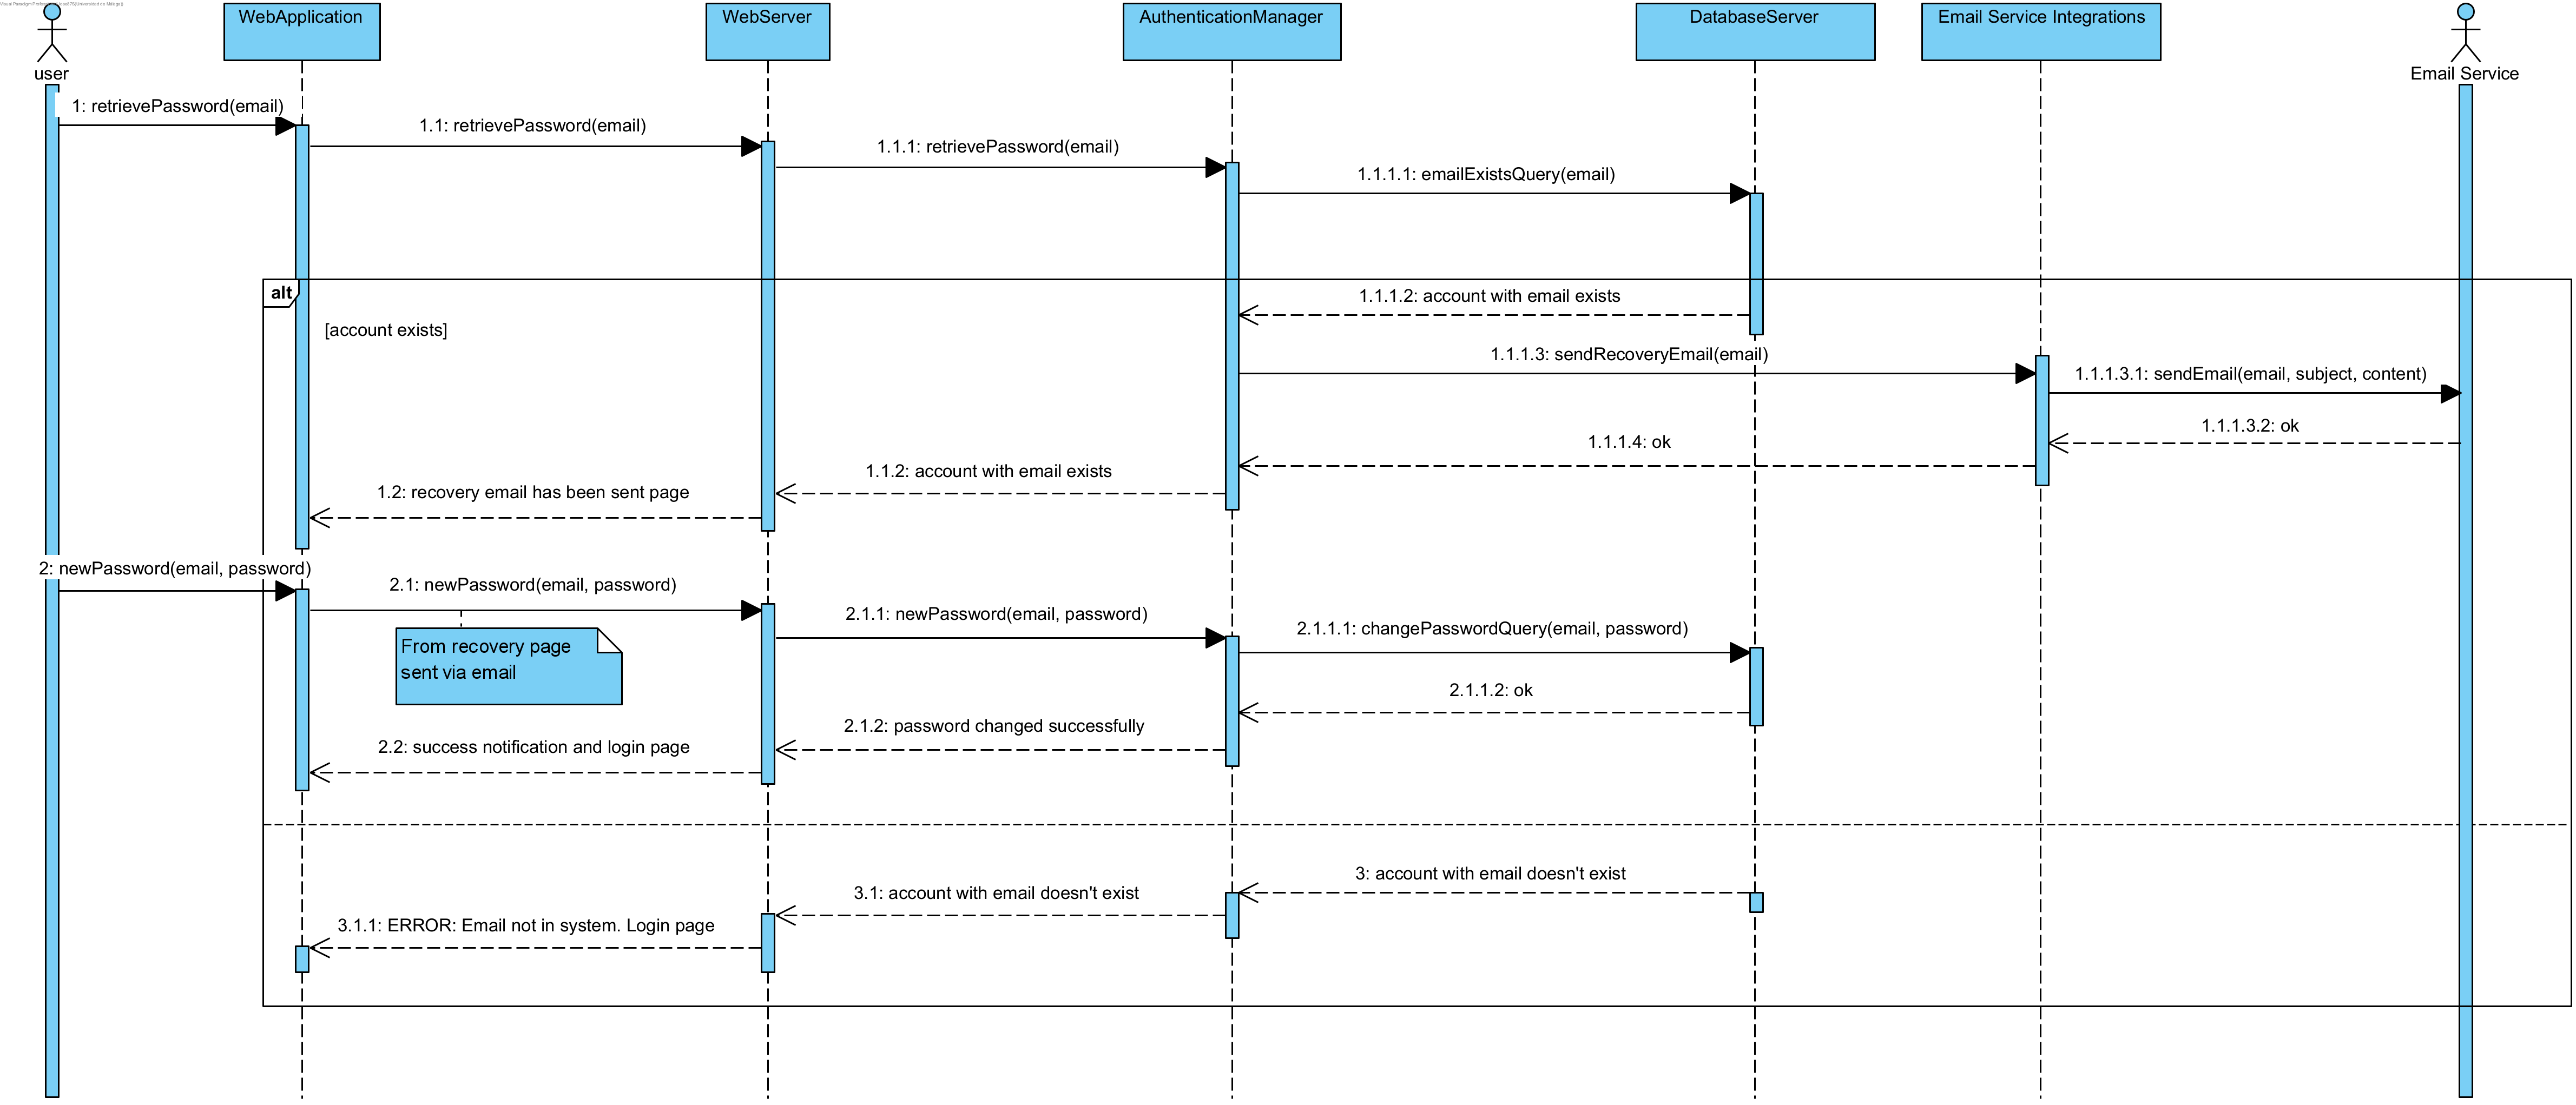 user
WebApplication
WebServer
AuthenticationManager
DatabaseServer
Email Service Integrations
Email Service
1: retrievePassword(email)
1.1: retrievePassword(email)
1.1.1: retrievePassword(email)
1.1.1.1: emailExistsQuery(email)
alt
1.1.1.2: account with email exists
[account exists]
1.1.1.3: sendRecoveryEmail(email)
1.1.1.3.1: sendEmail(email, subject, content)
1.1.1.3.2: ok
1.1.1.4: ok
1.1.2: account with email exists
1.2: recovery email has been sent page
2: newPassword(email, password)
2.1: newPassword(email, password)
From recovery page
sent via email
2.1.1: newPassword(email, password)
2.1.1.1: changePasswordQuery(email, password)
2.1.1.2: ok
2.1.2: password changed successfully
2.2: success notification and login page
3: account with email doesn't exist
3.1: account with email doesn't exist
3.1.1: ERROR: Email not in system. Login page